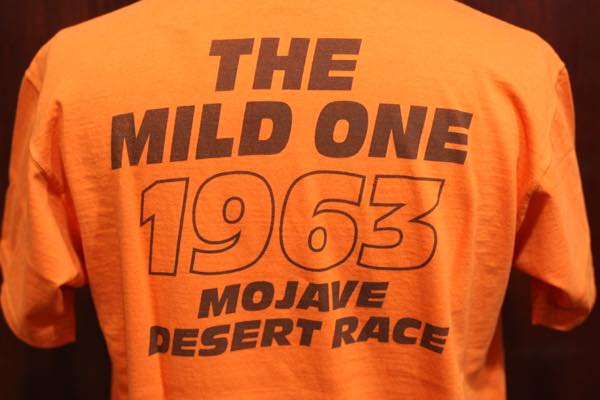 THE
MILD ONE
1963
MOJAVE
DESERT RACE